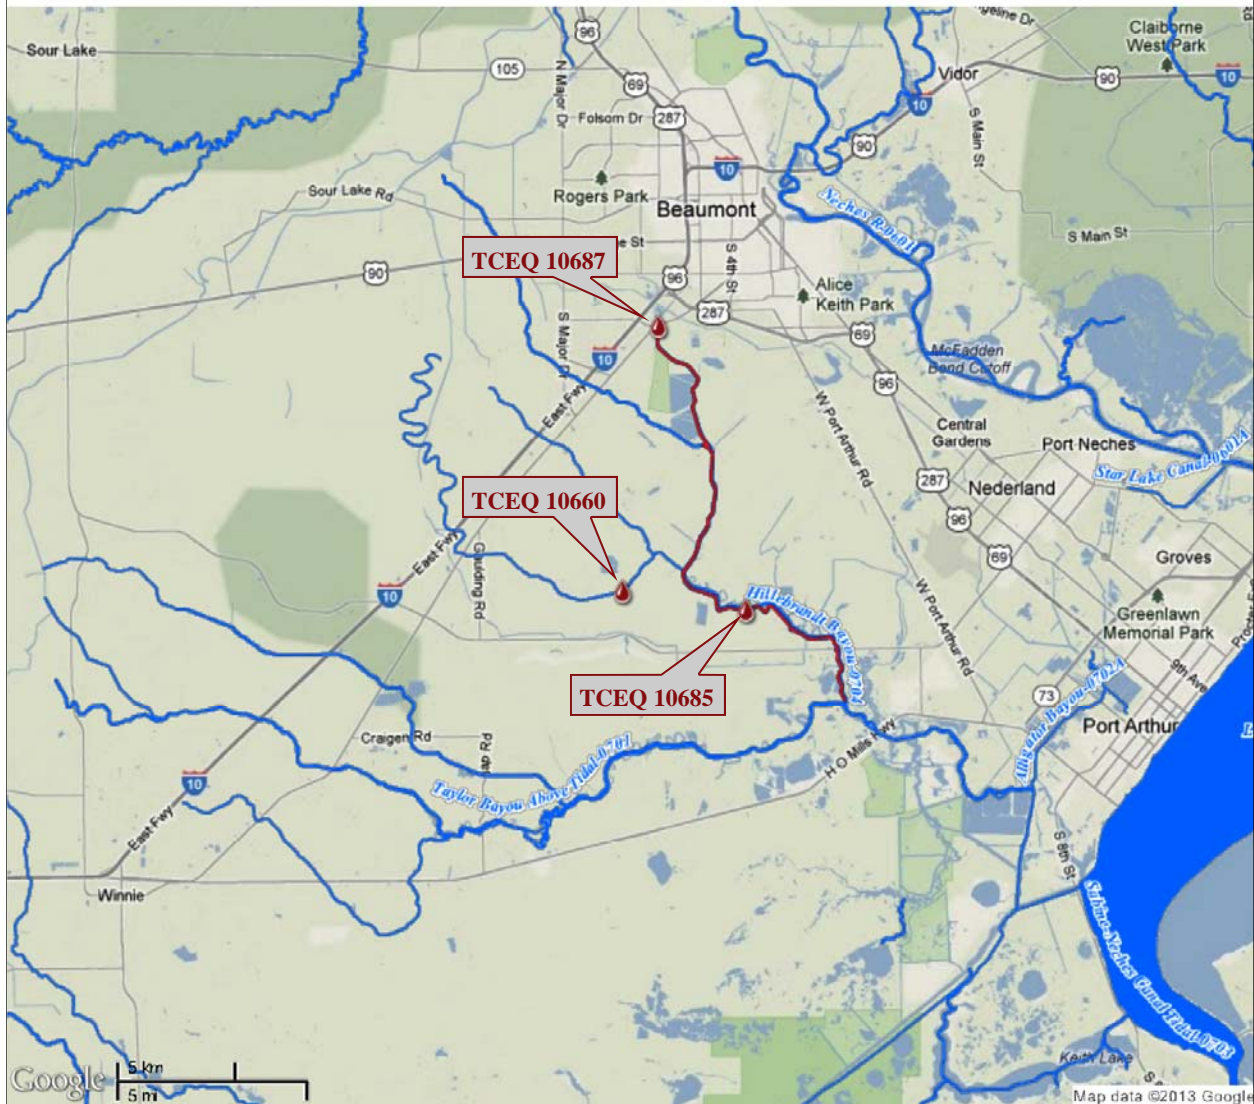 Sour Lake
96
105
N Major Dr
69
Folsom Dr
287
Vidor
Claiborne
West Park
90
10
10
90
S Main St
10
Rogers Park
Sour Lake Rd
Beaumont
Neches R-0601
S Main St
TCEQ 10687
S 4th St
90
96
Alice
Keith Park
287
S Major Dr
10
69
McFadden
Bend Cutoff
96
East Fwy
W Port Arthur Rd
Central
Gardens
Port Neches
Star Lake Canal-0601A
287
Nederland
TCEQ 10660
96
69
Groves
East Fwy
Gaulding Rd
10
Hillebrandt Bayou-0704
W Port Arthur Rd
Greenlawn
Memorial Park
9th Ave
TCEQ 10685
73
Alligator Bayou-0702A
Port Arthur
Craigen Rd
H O Mills Hwy
Taylor Bayou Above Tidal-0701
10
East Fwy
S 8th St
Winnie
Sabine-Neches Canal Tidal-0703
Keith Lake
5 km
5 mi
Google
Map data ©2013 Google